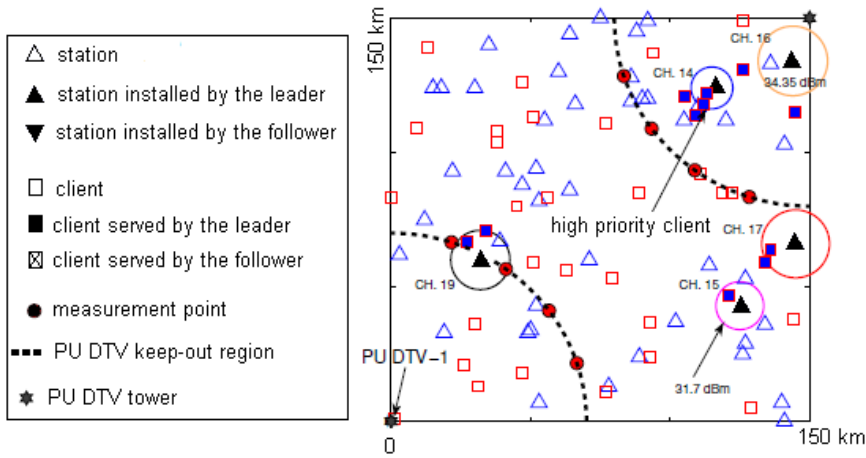 station
station installed by the leader
station installed by the follower
client
client served by the leader
client served by the follower
measurement point
PU DTV keep-out region
PU DTV tower
150 km
CH. 16
CH. 14
34.35 dBm
high priority client
CH. 17
CH. 19
CH. 15
PU DTV-1
31.7 dBm
0
150 km